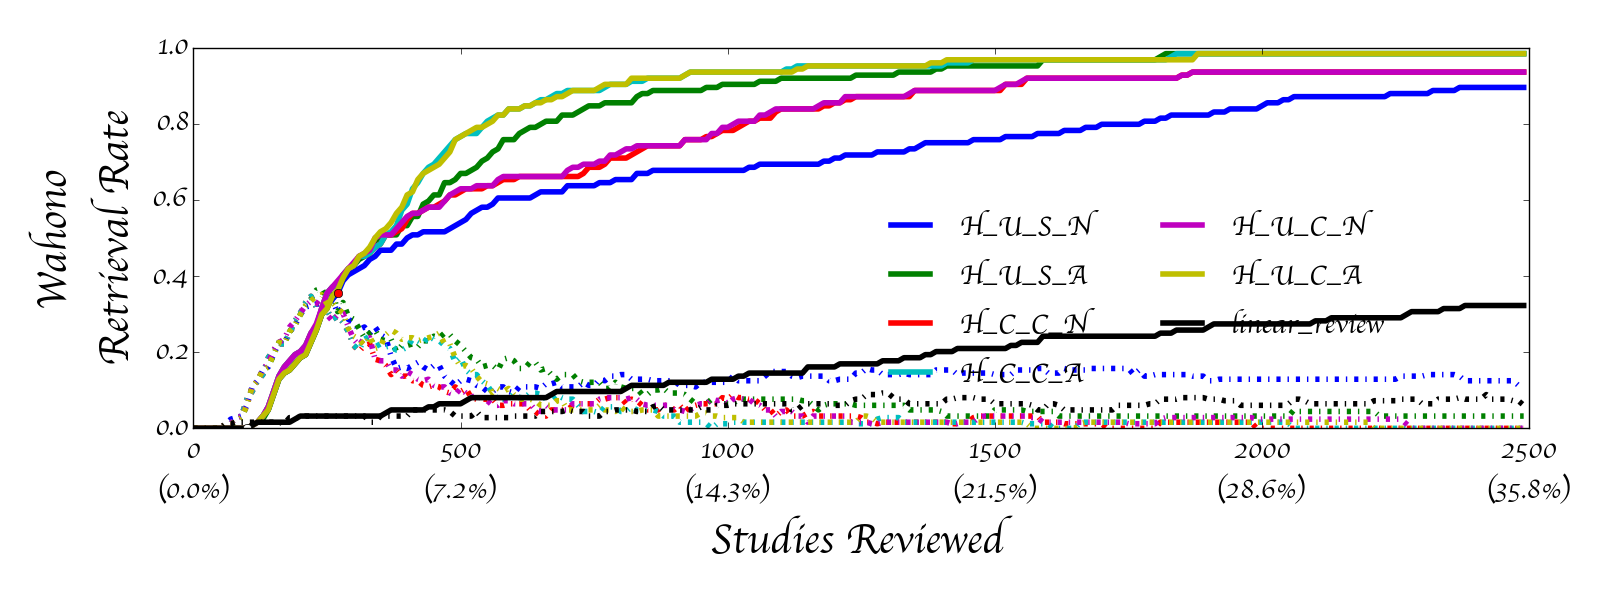 Wahono
Retrieval Rate
1.0
0.8
0.6
0.4
0.2
0.0
H_U_S_N
H_U_S_A
H_C_C_N
H_C_C_A
H_U_C_N
H_U_C_A
linear_review
0 500 1000 1500 2000 2500
(0.0%) (7.2%) (14.3%) (21.5%) (28.6%) (35.8%)
Studies Reviewed